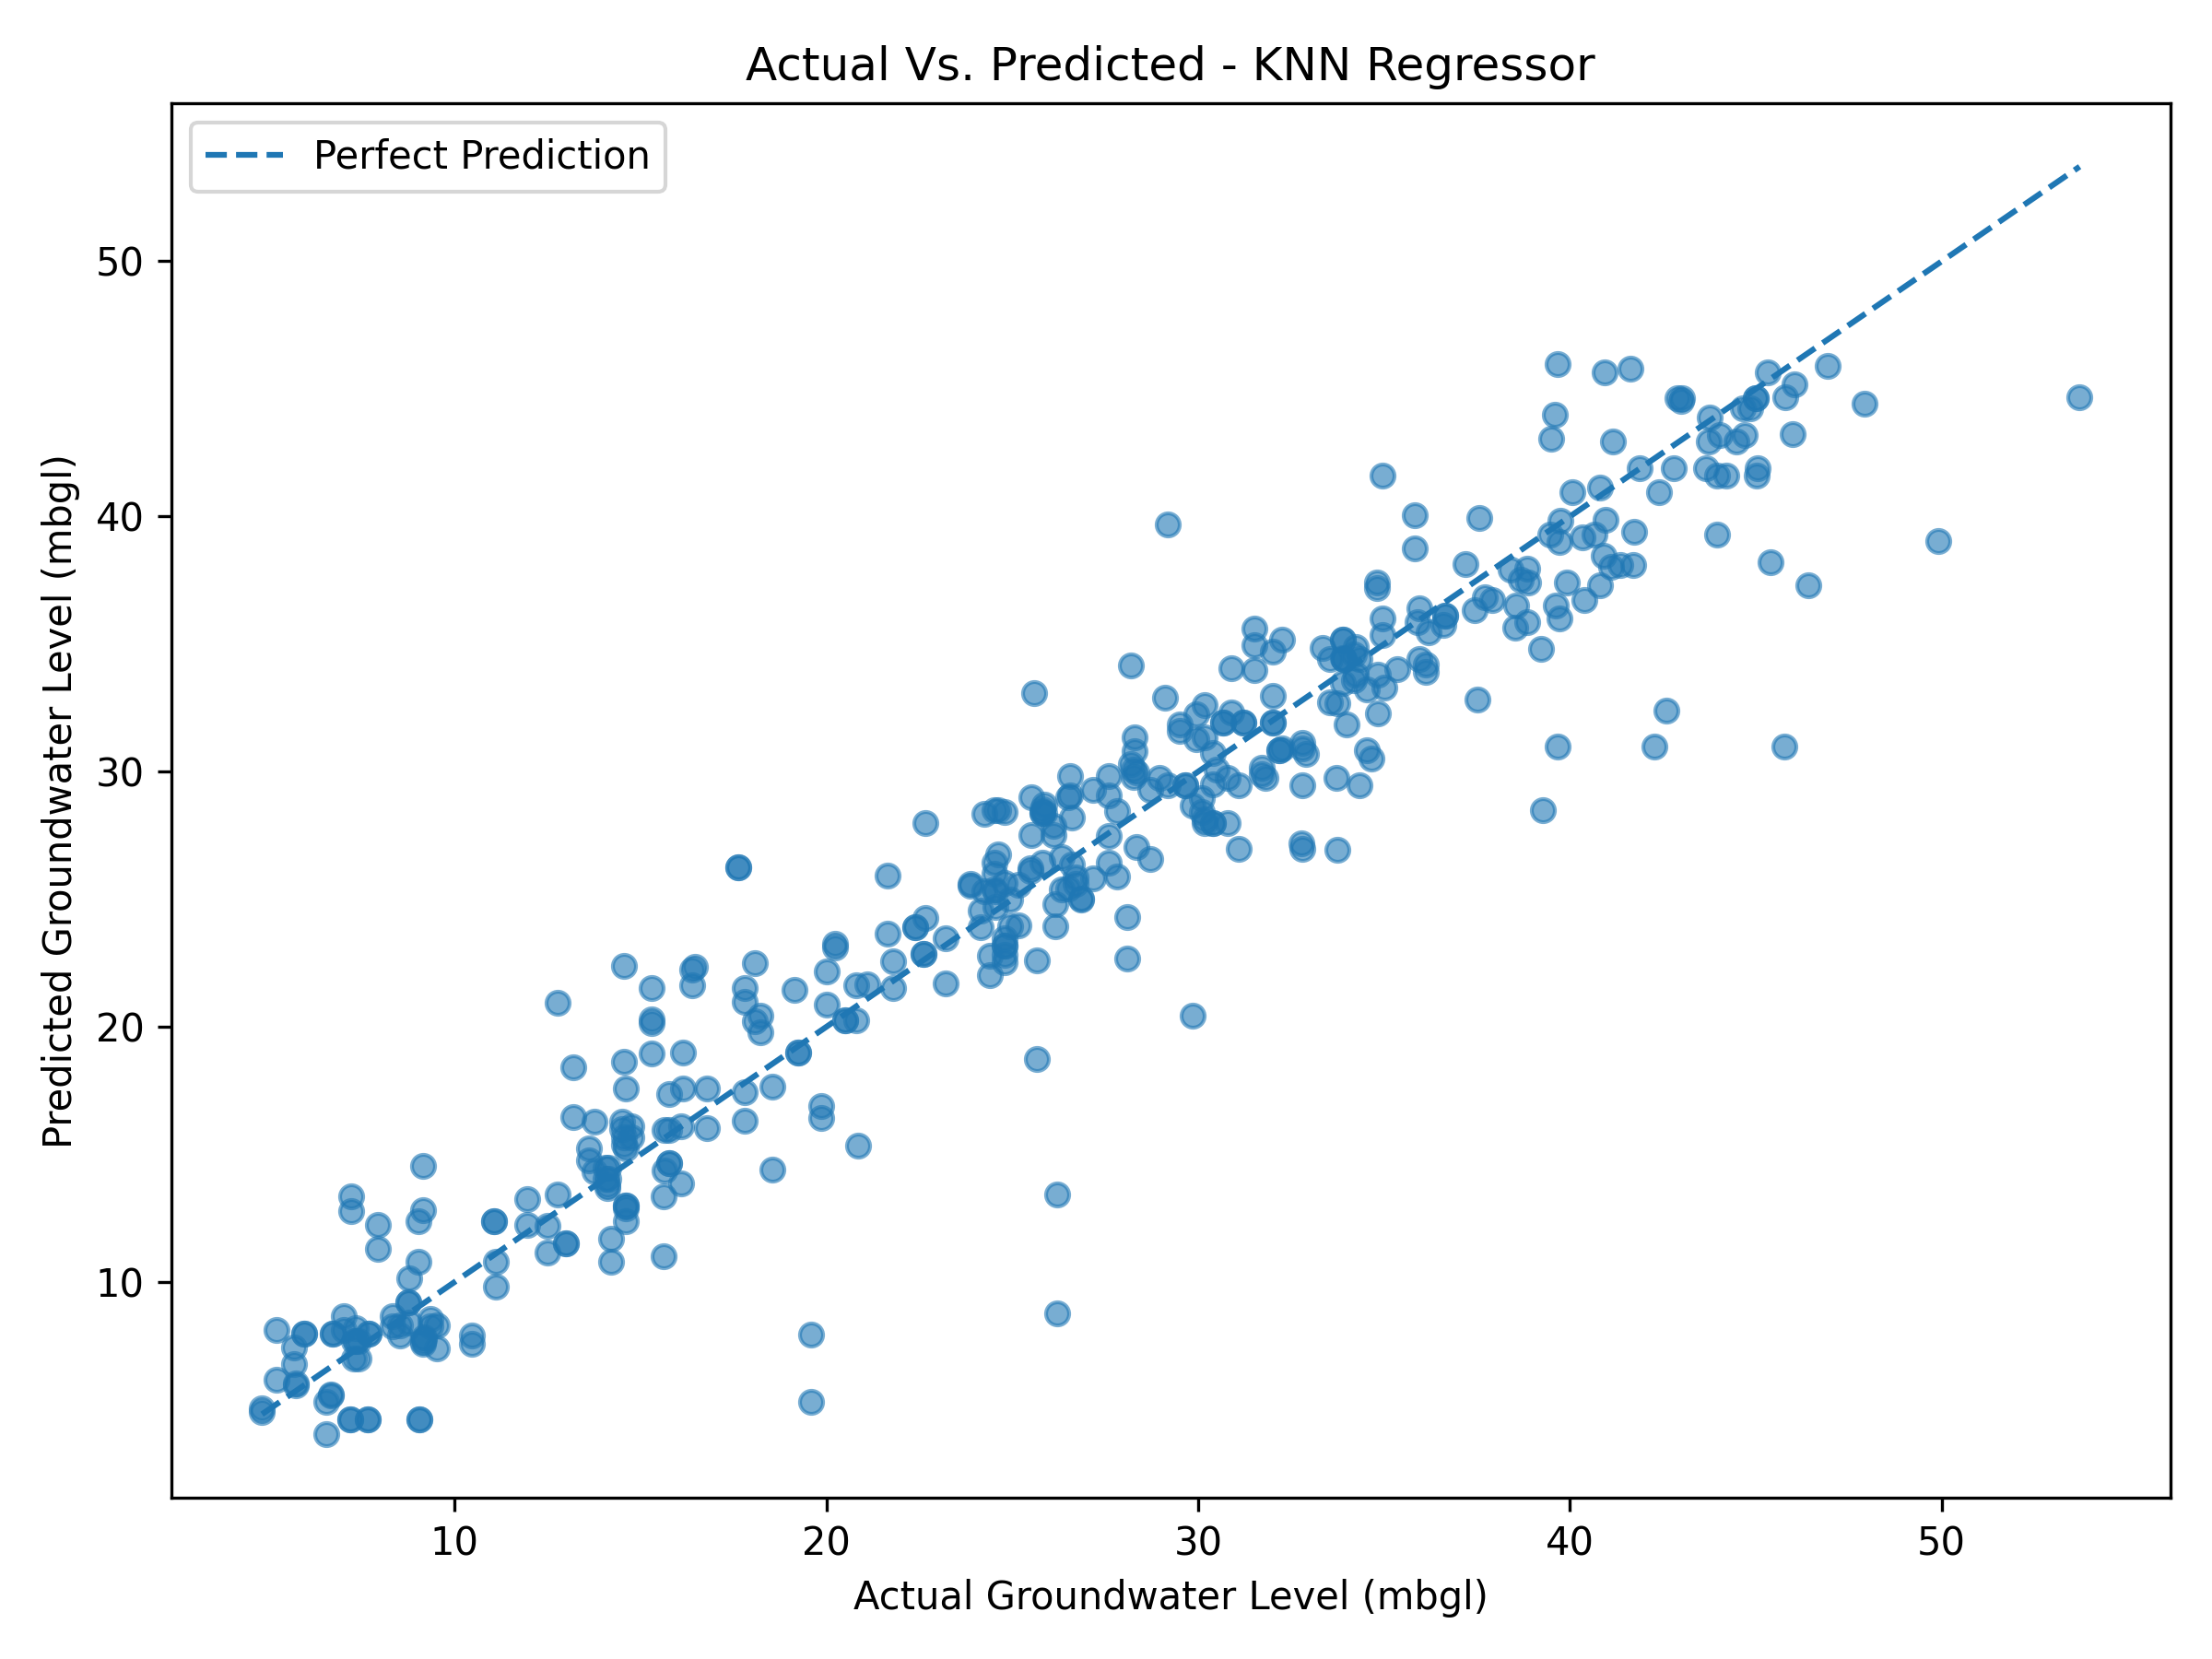 Actual Vs. Predicted - KNN Regressor
Perfect Prediction
Predicted Groundwater Level (mbgl)
50
40
30
20
10
10 20 30 40 50
Actual Groundwater Level (mbgl)